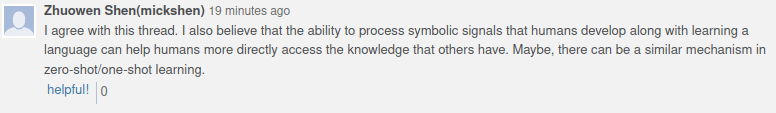 Zhuowen Shen(mickshen) 19 minutes ago
I agree with this thread. I also believe that the ability to process symbolic signals that humans develop along with learning a
language can help humans more directly access the knowledge that others have. Maybe, there can be a similar mechanism in
zero-shot/one-shot learning.
helpful! 0